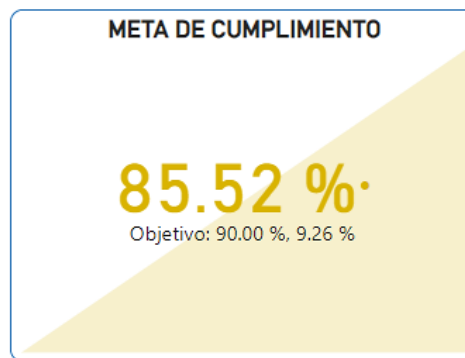 META DE CUMPLIMIENTO
85.52 %·
Objetivo: 90.00 %, 9.26 %